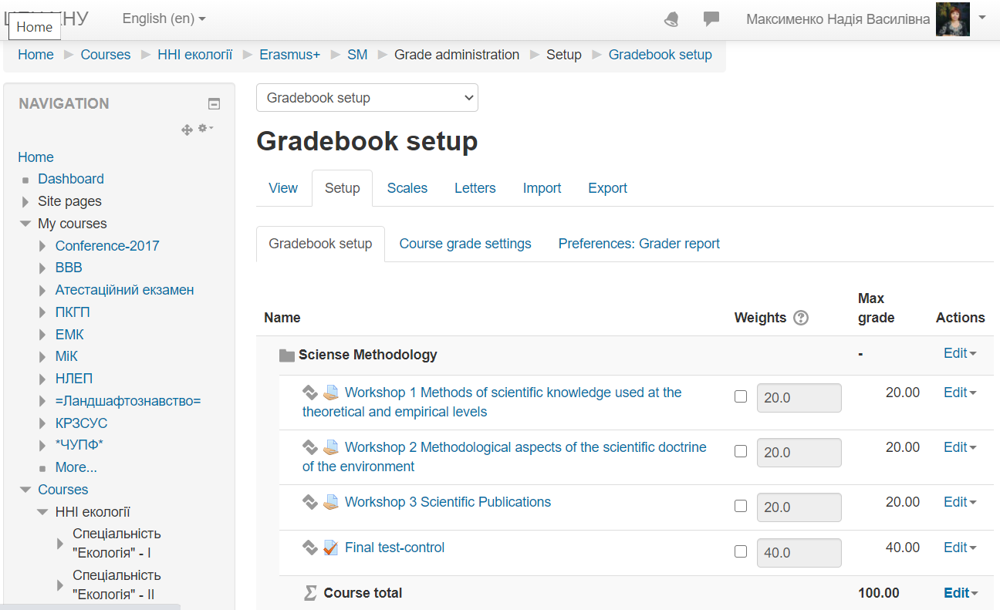 КНУ
English (en)
Максименко Надія Василівна
Home
Home Courses ННІ екології Erasmus+ SM Grade administration Setup Gradebook setup
NAVIGATION
Home
Dashboard
Site pages
My courses
Conference-2017
ВВВ
Атестаційний екзамен
ПКГП
ЕМК
МіК
НЛЕП
=Ландшафтознавство=
КРЗСУС
*ЧУПФ*
More...
Courses
ННІ екології
Спеціальність
"Екологія" - І
Спеціальність
"Екологія" - ІІ
Gradebook setup
Gradebook setup
View Setup Scales Letters Import Export
Gradebook setup Course grade settings Preferences: Grader report
Name Weights Max
grade Actions
Sciense Methodology - Edit
Workshop 1 Methods of scientific knowledge used at the
theoretical and empirical levels 20.0 20.00 Edit
Workshop 2 Methodological aspects of the scientific doctrine
of the environment 20.0 20.00 Edit
Workshop 3 Scientific Publications 20.0 20.00 Edit
Final test-control 40.0 40.00 Edit
Course total 100.00 Edit